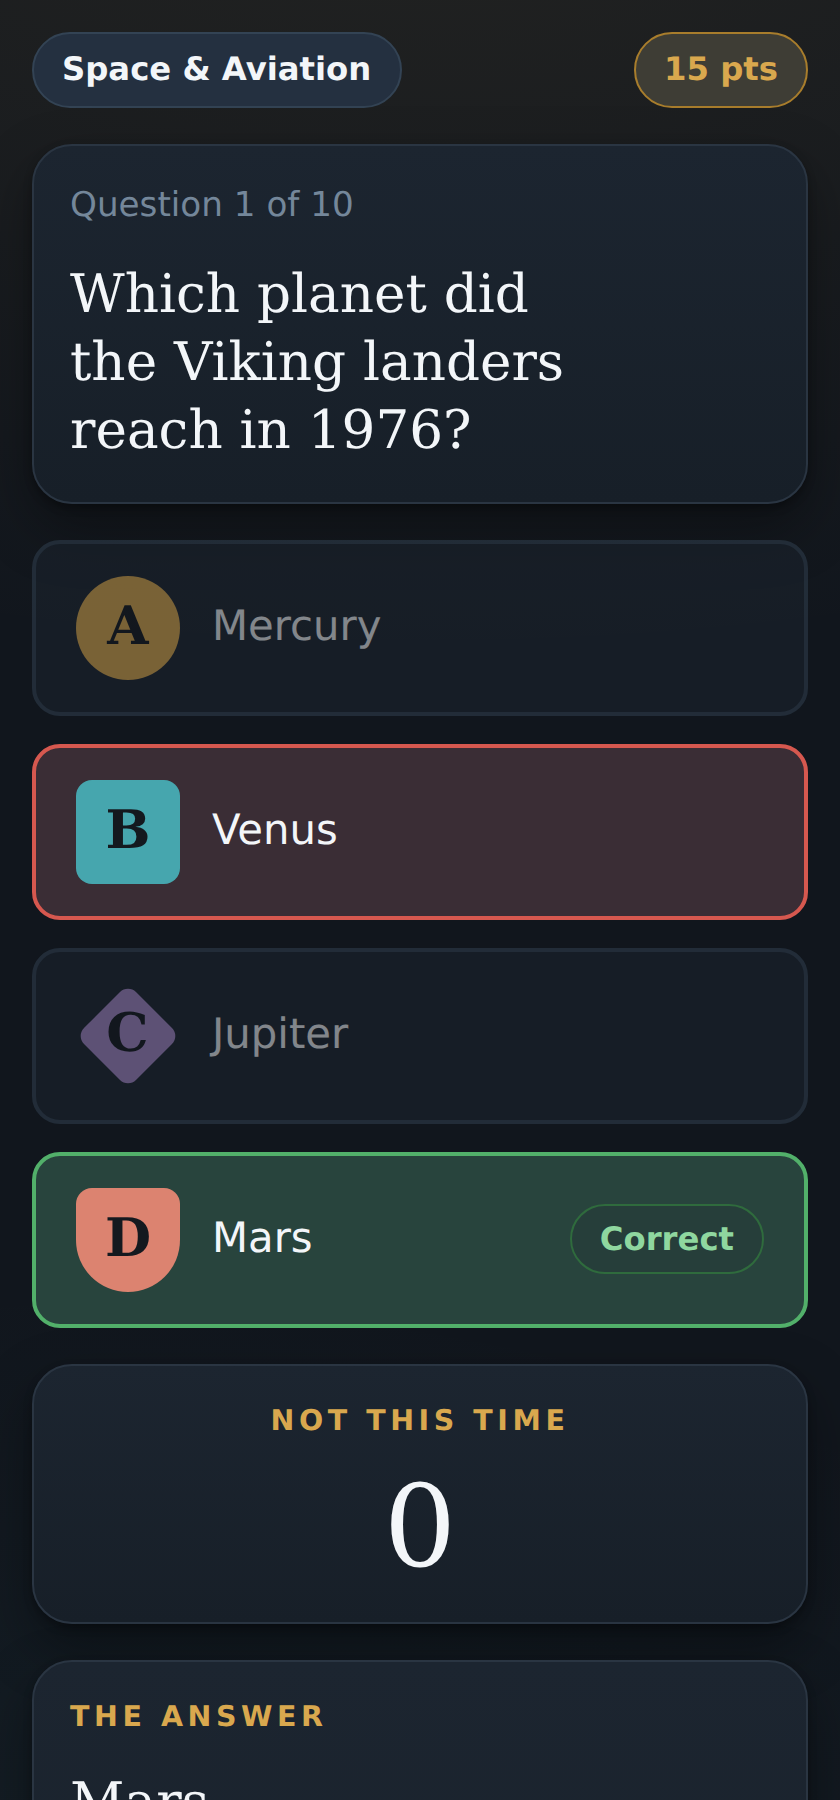 Space & Aviation
15 pts
Question 1 of 10
Which planet did
the Viking landers
reach in 1976?
A Mercury
B Venus
C Jupiter
D Mars Correct
NOT THIS TIME
0
THE ANSWER
Mars